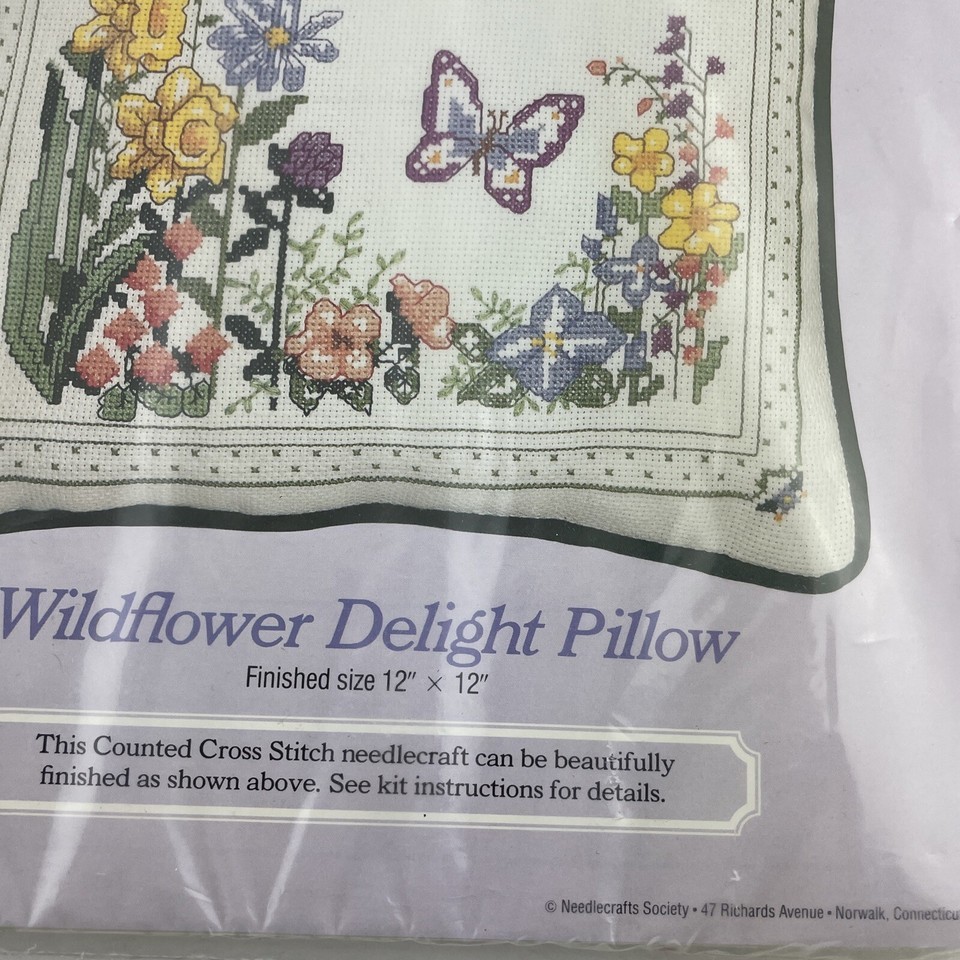 Wildflower Delight Pillow
Finished size 12" × 12"
This Counted Cross Stitch needlecraft can be beautifully
finished as shown above. See kit instructions for details.
© Needlecrafts Society • 47 Richards Avenue • Norwalk, Connecticu